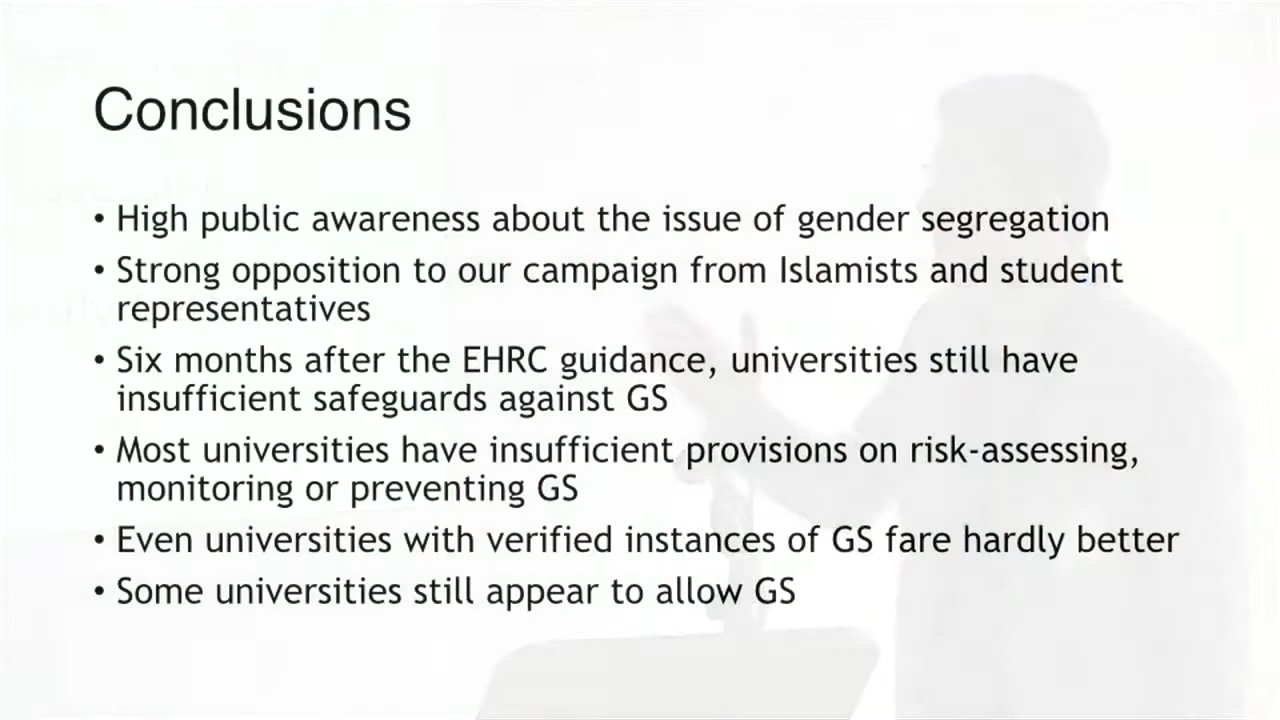 Conclusions
• High public awareness about the issue of gender segregation
• Strong opposition to our campaign from Islamists and student
representatives
• Six months after the EHRC guidance, universities still have
insufficient safeguards against GS
• Most universities have insufficient provisions on risk-assessing,
monitoring or preventing GS
• Even universities with verified instances of GS fare hardly better
• Some universities still appear to allow GS